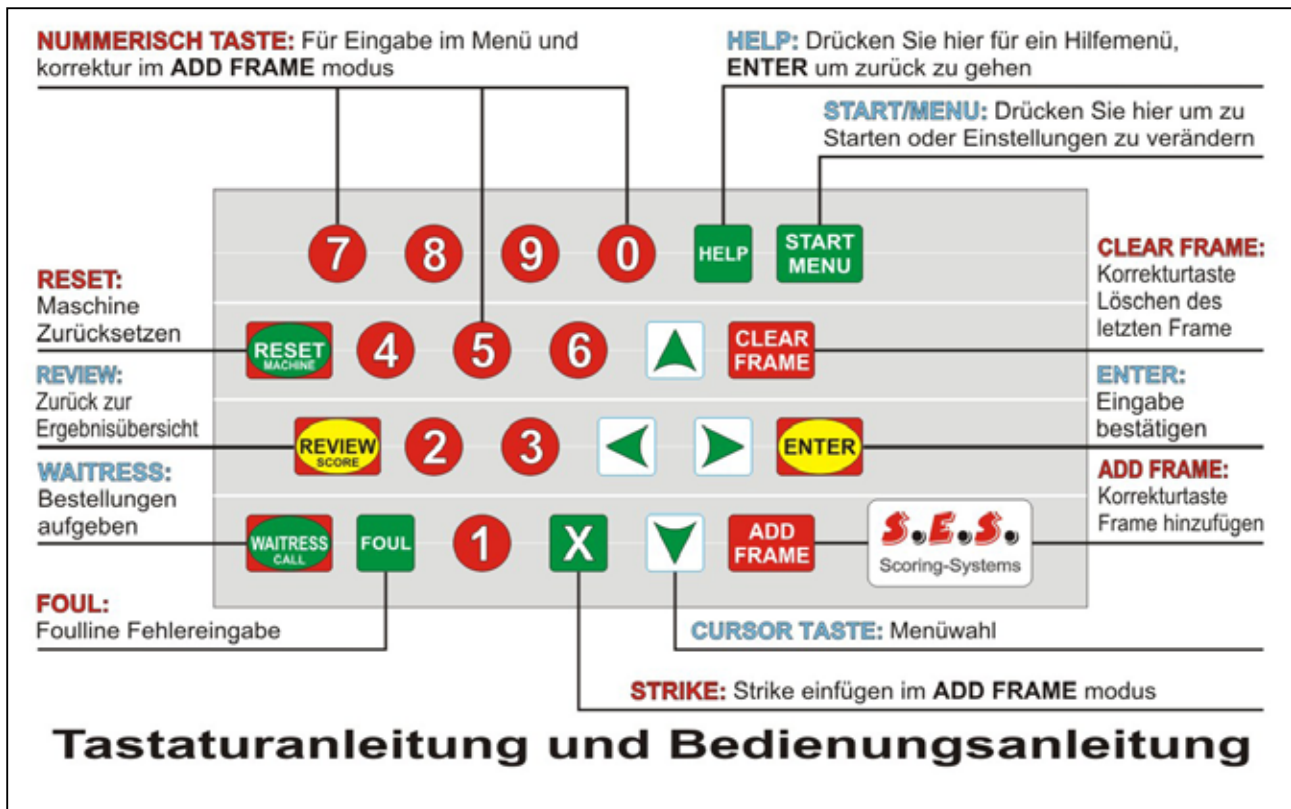 NUMMERISCH TASTE: Für Eingabe im Menü und
korrektur im ADD FRAME modus
HELP: Drücken Sie hier für ein Hilfemenü,
ENTER um zurück zu gehen
START/MENU: Drücken Sie hier um zu
Starten oder Einstellungen zu verändern
7 8 9 0 HELP START
MENU
RESET:
Maschine
Zurücksetzen
CLEAR FRAME:
Korrekturtaste
Löschen des
letzten Frame
RESET
MACHINE
4 5 6 CLEAR
FRAME
REVIEW:
Zurück zur
Ergebnisübersicht
ENTER:
Eingabe
bestätigen
REVIEW
SCORE
2 3 ENTER
WAITRESS:
Bestellungen
aufgeben
ADD FRAME:
Korrekturtaste
Frame hinzufügen
WAITRESS
CALL
FOUL 1 X ADD
FRAME
S.E.S.
Scoring-Systems
FOUL:
Foulline Fehlereingabe
CURSOR TASTE: Menüwahl
STRIKE: Strike einfügen im ADD FRAME modus
Tastaturanleitung und Bedienungsanleitung